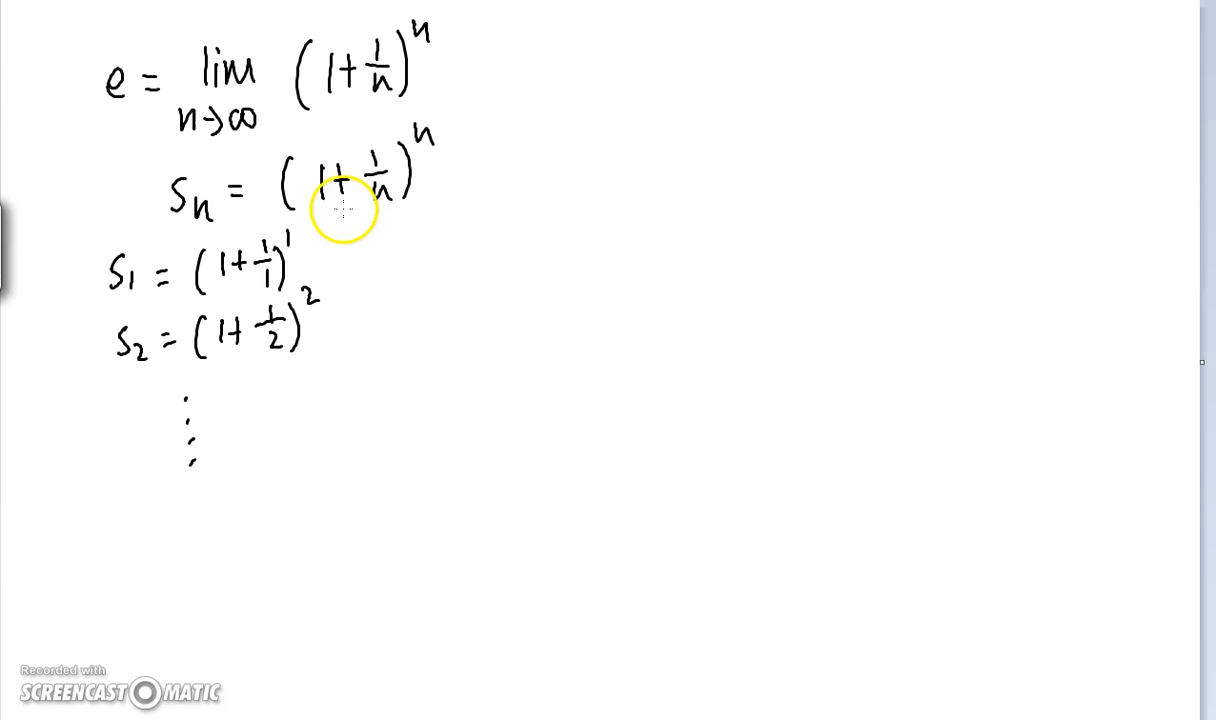 e = lim n→∞ (1 + 1/n)^n
S_n = (1 + 1/n)^n
S_1 = (1 + 1/1)^1
S_2 = (1 + 1/2)^2
⋮
Recorded with
SCREENCAST O MATIC